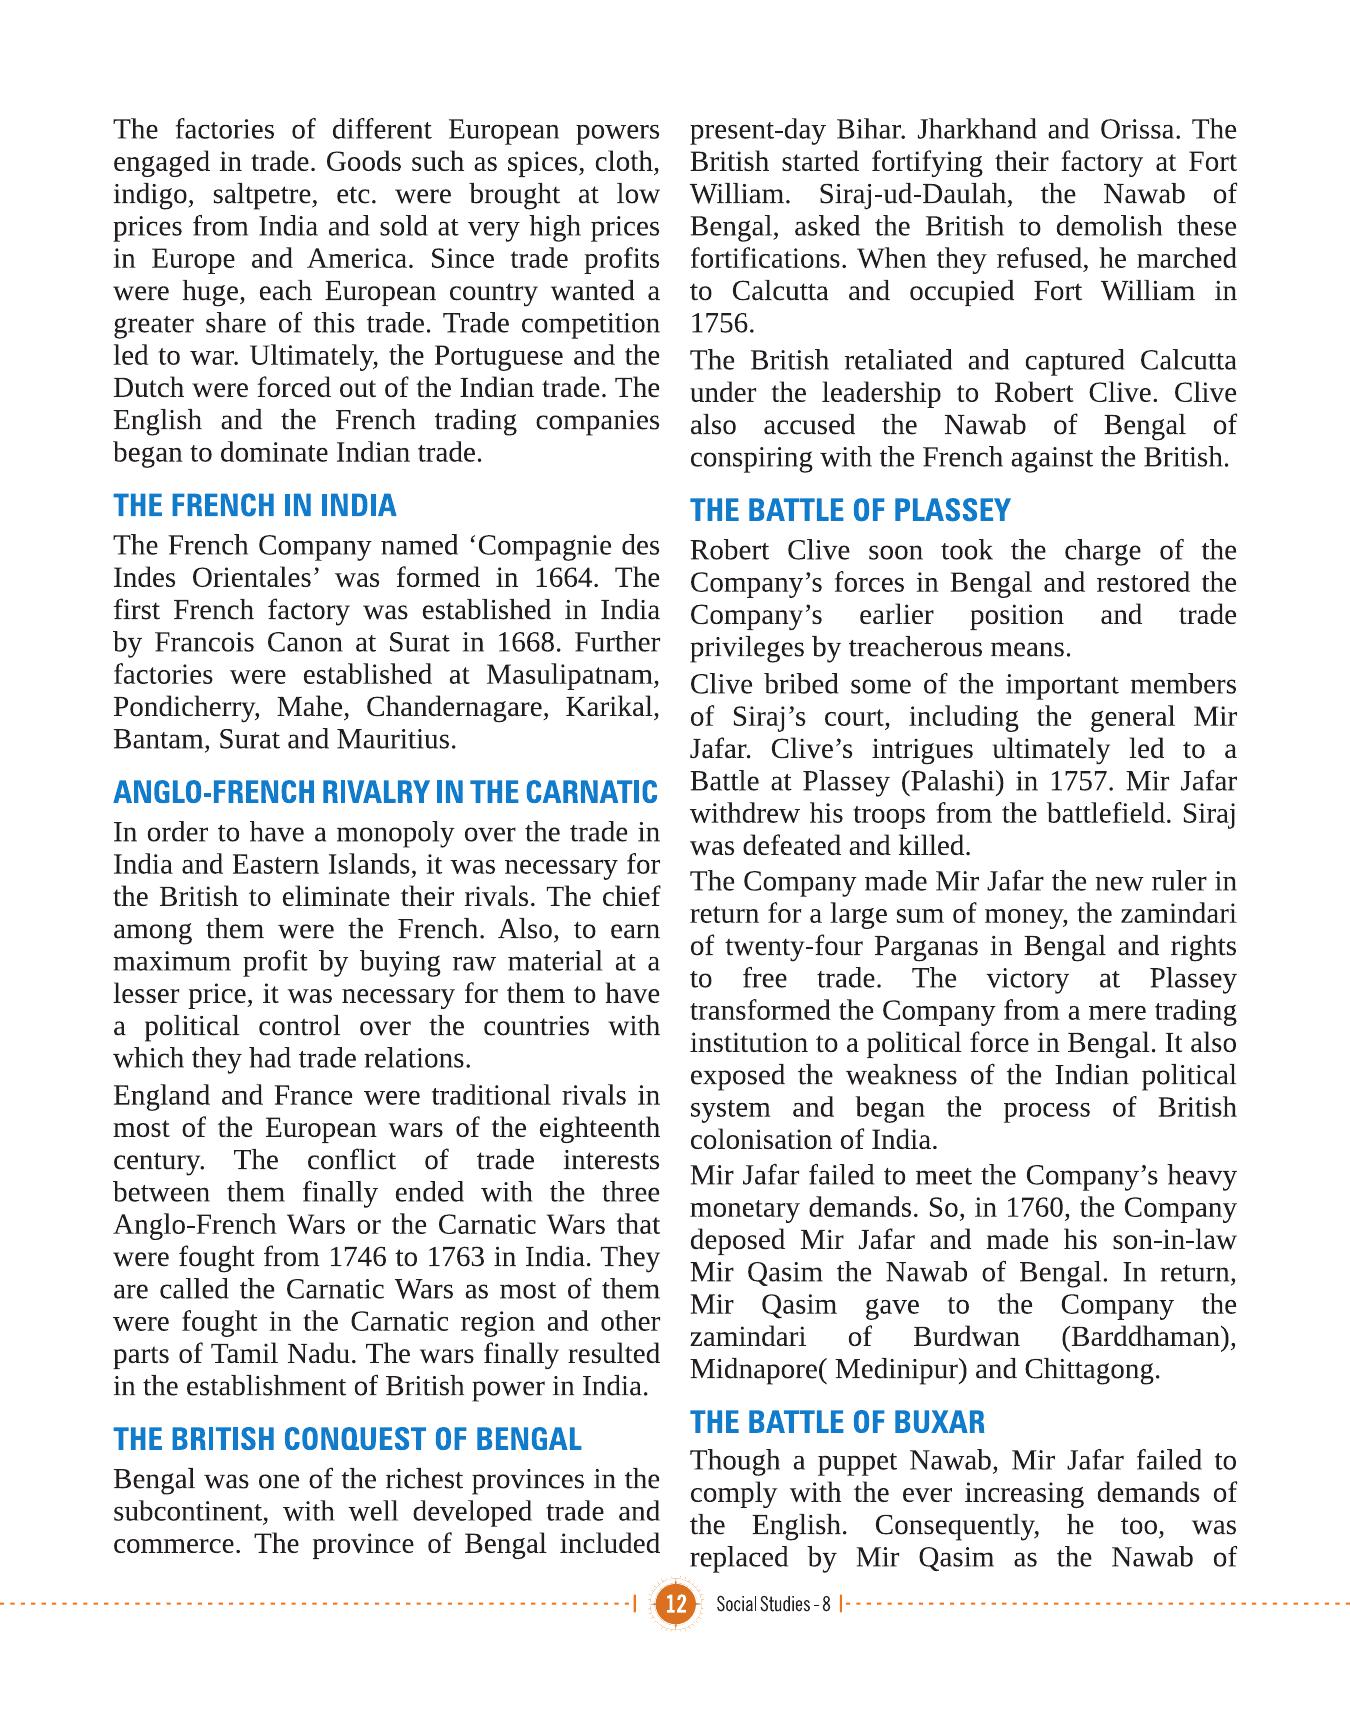 The factories of different European powers
engaged in trade. Goods such as spices, cloth,
indigo, saltpetre, etc. were brought at low
prices from India and sold at very high prices
in Europe and America. Since trade profits
were huge, each European country wanted a
greater share of this trade. Trade competition
led to war. Ultimately, the Portuguese and the
Dutch were forced out of the Indian trade. The
English and the French trading companies
began to dominate Indian trade.
THE FRENCH IN INDIA
The French Company named ‘Compagnie des
Indes Orientales’ was formed in 1664. The
first French factory was established in India
by Francois Canon at Surat in 1668. Further
factories were established at Masulipatnam,
Pondicherry, Mahe, Chandernagare, Karikal,
Bantam, Surat and Mauritius.
ANGLO-FRENCH RIVALRY IN THE CARNATIC
In order to have a monopoly over the trade in
India and Eastern Islands, it was necessary for
the British to eliminate their rivals. The chief
among them were the French. Also, to earn
maximum profit by buying raw material at a
lesser price, it was necessary for them to have
a political control over the countries with
which they had trade relations.
England and France were traditional rivals in
most of the European wars of the eighteenth
century. The conflict of trade interests
between them finally ended with the three
Anglo-French Wars or the Carnatic Wars that
were fought from 1746 to 1763 in India. They
are called the Carnatic Wars as most of them
were fought in the Carnatic region and other
parts of Tamil Nadu. The wars finally resulted
in the establishment of British power in India.
THE BRITISH CONQUEST OF BENGAL
Bengal was one of the richest provinces in the
subcontinent, with well developed trade and
commerce. The province of Bengal included
present-day Bihar. Jharkhand and Orissa. The
British started fortifying their factory at Fort
William. Siraj-ud-Daulah, the Nawab of
Bengal, asked the British to demolish these
fortifications. When they refused, he marched
to Calcutta and occupied Fort William in
1756.
The British retaliated and captured Calcutta
under the leadership to Robert Clive. Clive
also accused the Nawab of Bengal of
conspiring with the French against the British.
THE BATTLE OF PLASSEY
Robert Clive soon took the charge of the
Company’s forces in Bengal and restored the
Company’s earlier position and trade
privileges by treacherous means.
Clive bribed some of the important members
of Siraj’s court, including the general Mir
Jafar. Clive’s intrigues ultimately led to a
Battle at Plassey (Palashi) in 1757. Mir Jafar
withdrew his troops from the battlefield. Siraj
was defeated and killed.
The Company made Mir Jafar the new ruler in
return for a large sum of money, the zamindari
of twenty-four Parganas in Bengal and rights
to free trade. The victory at Plassey
transformed the Company from a mere trading
institution to a political force in Bengal. It also
exposed the weakness of the Indian political
system and began the process of British
colonisation of India.
Mir Jafar failed to meet the Company’s heavy
monetary demands. So, in 1760, the Company
deposed Mir Jafar and made his son-in-law
Mir Qasim the Nawab of Bengal. In return,
Mir Qasim gave to the Company the
zamindari of Burdwan (Barddhaman),
Midnapore( Medinipur) and Chittagong.
THE BATTLE OF BUXAR
Though a puppet Nawab, Mir Jafar failed to
comply with the ever increasing demands of
the English. Consequently, he too, was
replaced by Mir Qasim as the Nawab of
12 Social Studies - 8